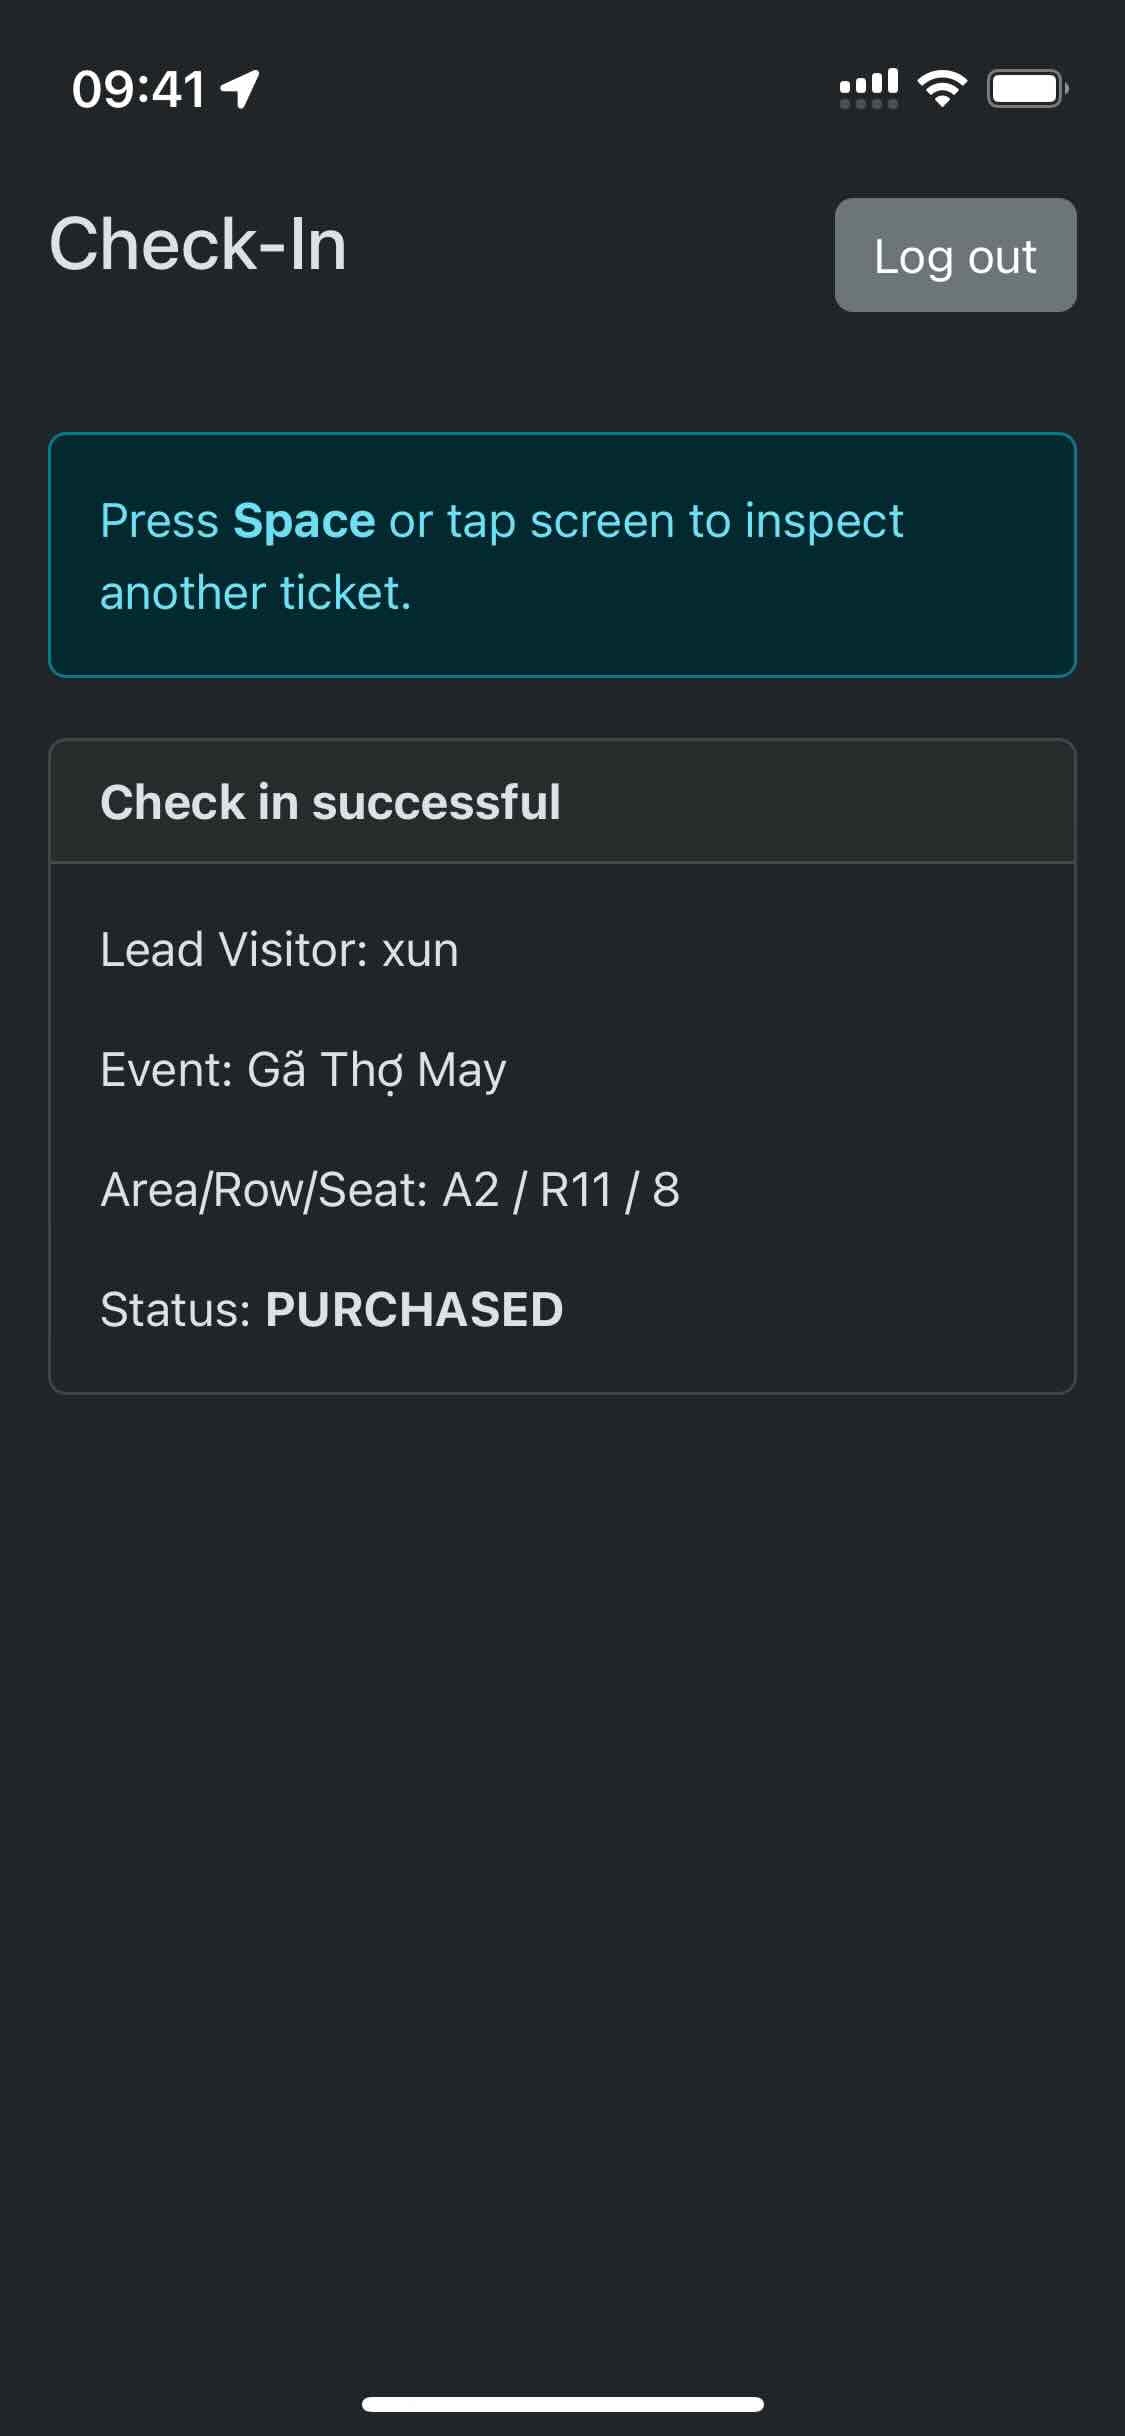 09:41
Check-In
Log out
Press Space or tap screen to inspect
another ticket.
Check in successful
Lead Visitor: xun
Event: Gã Thợ May
Area/Row/Seat: A2 / R11 / 8
Status: PURCHASED